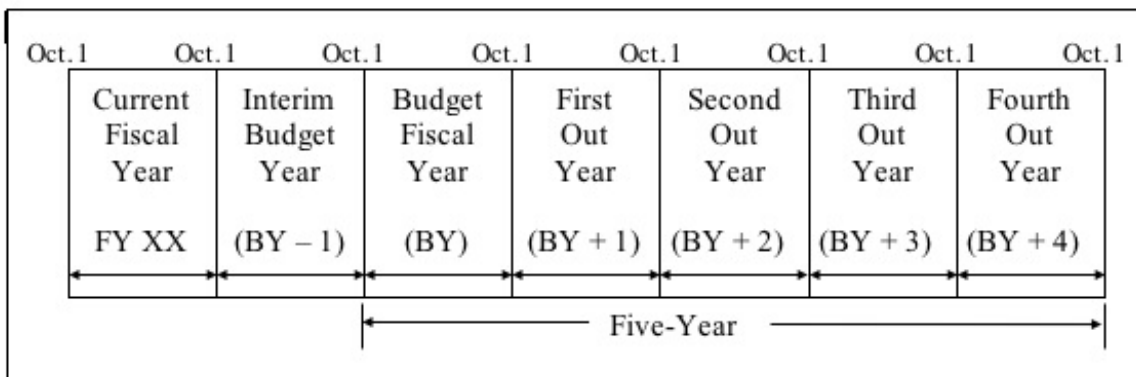 Oct. 1 Oct. 1 Oct. 1 Oct. 1 Oct. 1 Oct. 1 Oct. 1 Oct. 1
Current Interim Budget First Second Third Fourth
Fiscal Budget Fiscal Out Out Out Out
Year Year Year Year Year Year Year
FY XX (BY – 1) (BY) (BY + 1) (BY + 2) (BY + 3) (BY + 4)
Five-Year